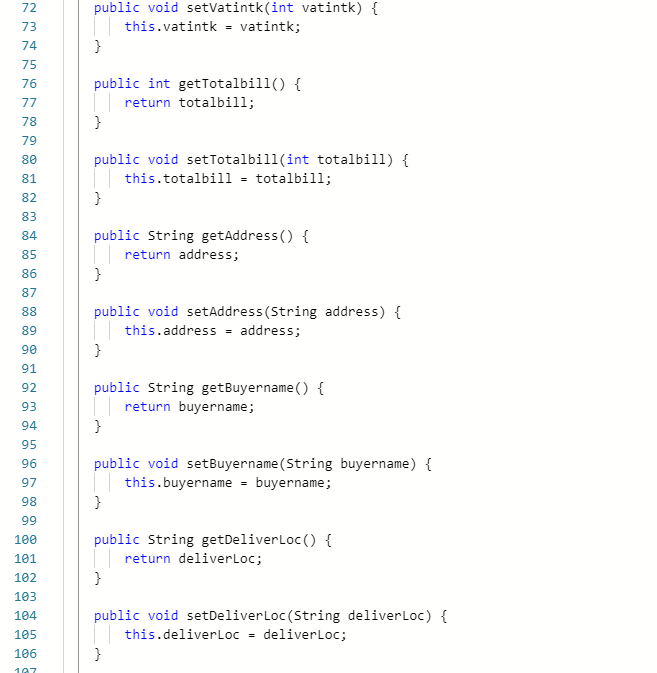 72 public void setVatintk(int vatintk) {
73 this.vatintk = vatintk;
74 }
75
76 public int getTotalbill() {
77 return totalbill;
78 }
79
80 public void setTotalbill(int totalbill) {
81 this.totalbill = totalbill;
82 }
83
84 public String getAddress() {
85 return address;
86 }
87
88 public void setAddress(String address) {
89 this.address = address;
90 }
91
92 public String getBuyername() {
93 return buyername;
94 }
95
96 public void setBuyername(String buyername) {
97 this.buyername = buyername;
98 }
99
100 public String getDeliverLoc() {
101 return deliverLoc;
102 }
103
104 public void setDeliverLoc(String deliverLoc) {
105 this.deliverLoc = deliverLoc;
106 }
107